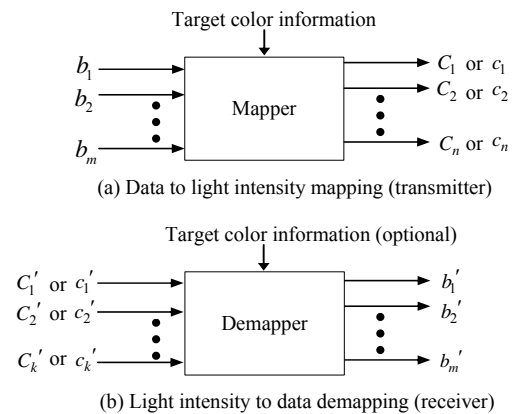 Target color information
b₁
b₂
bₘ
Mapper
C₁ or c₁
C₂ or c₂
Cₙ or cₙ
(a) Data to light intensity mapping (transmitter)
Target color information (optional)
C₁′ or c₁′
C₂′ or c₂′
Cₖ′ or cₖ′
Demapper
b₁′
b₂′
bₘ′
(b) Light intensity to data demapping (receiver)